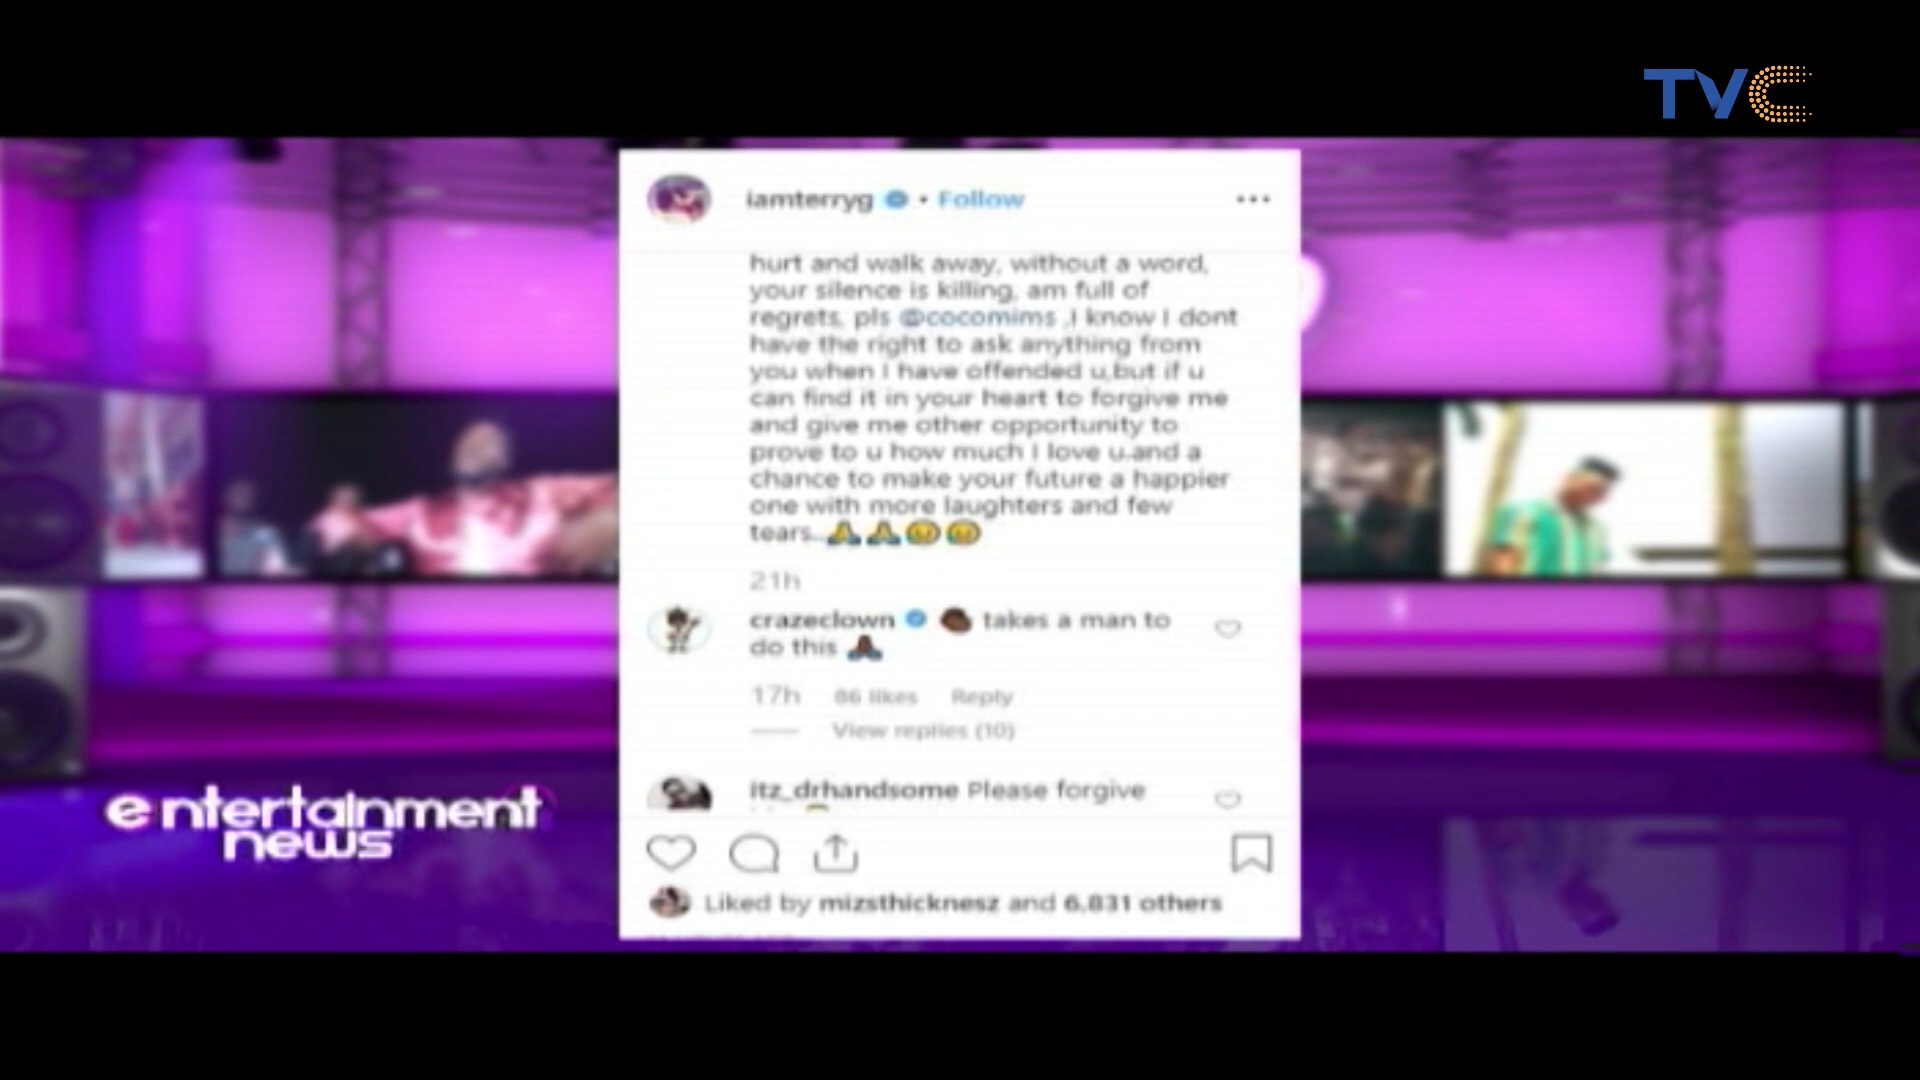 TVC
iamterryg • Follow
hurt and walk away, without a word,
your silence is killing, am full of
regrets, pls @cocomims ,I know I dont
have the right to ask anything from
you when I have offended u,but if u
can find it in your heart to forgive me
and give me other opportunity to
prove to u how much I love u.and a
chance to make your future a happier
one with more laughters and few
tears..🙏🙏😢😢
21h
crazeclown takes a man to
do this 🙏🏿
17h 86 likes Reply
View replies (10)
itz_drhandsome Please forgive
Liked by mizsthicknesz and 6,831 others
entertainment
news